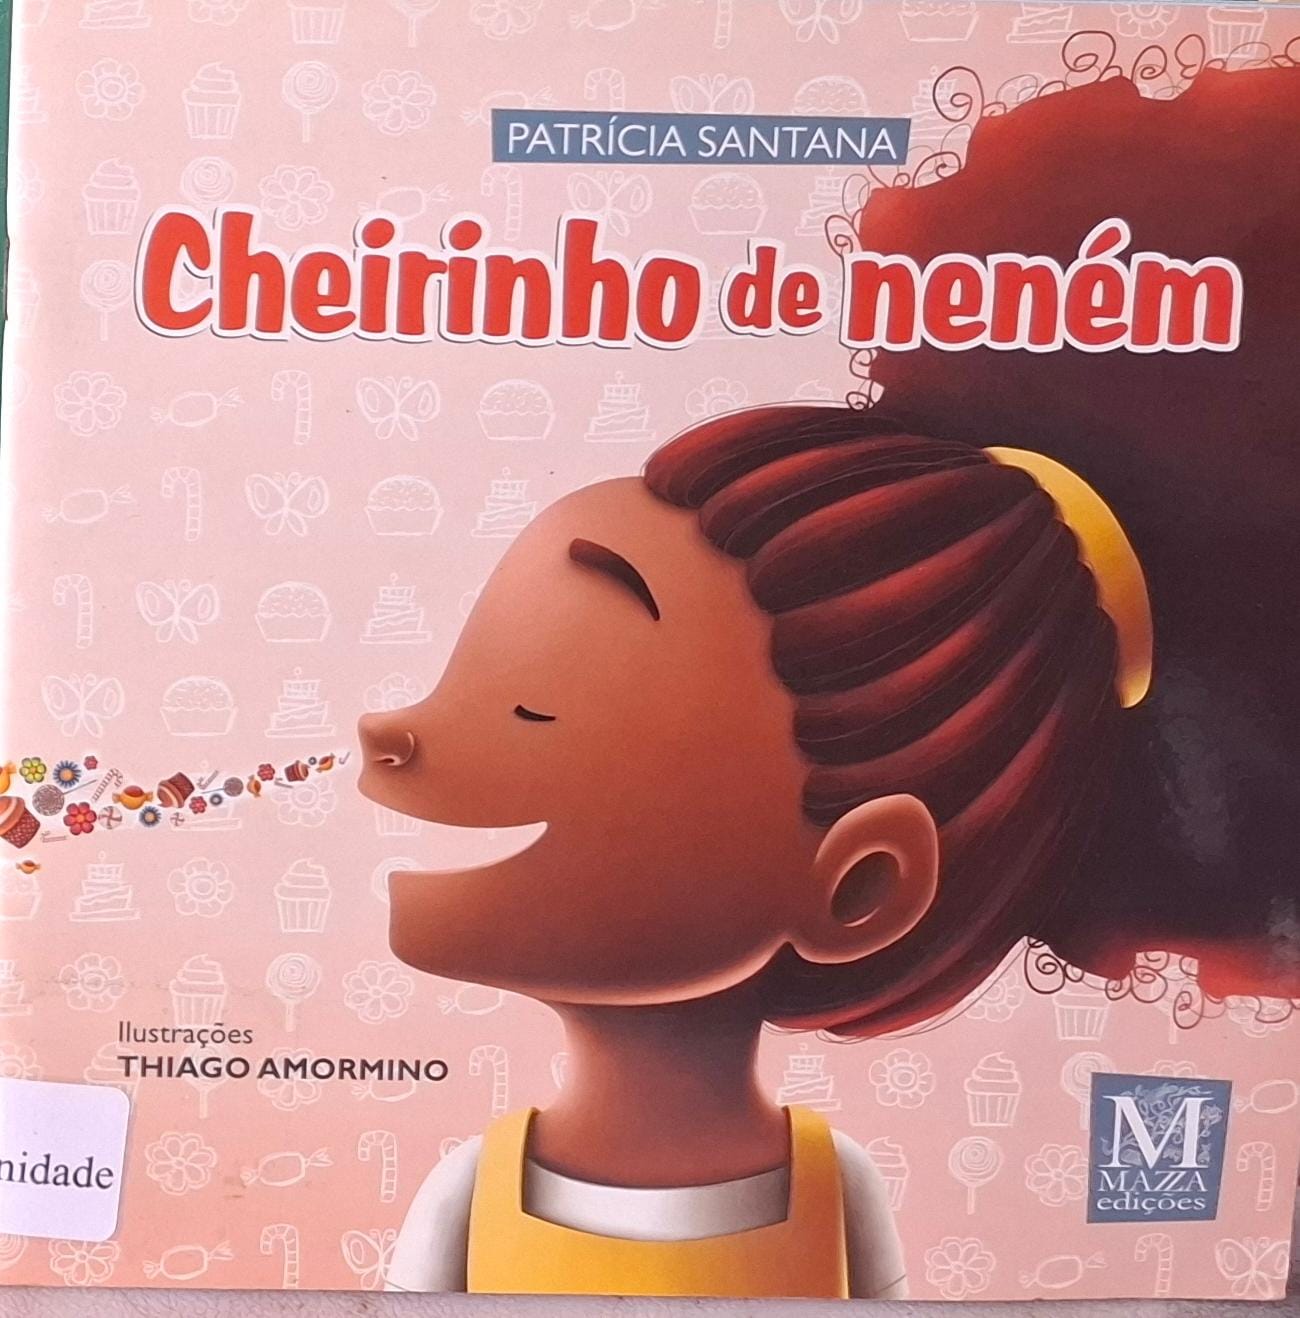 PATRÍCIA SANTANA
Cheirinho de neném
Ilustrações
THIAGO AMORMINO
nidade
M
MAZZA
edições